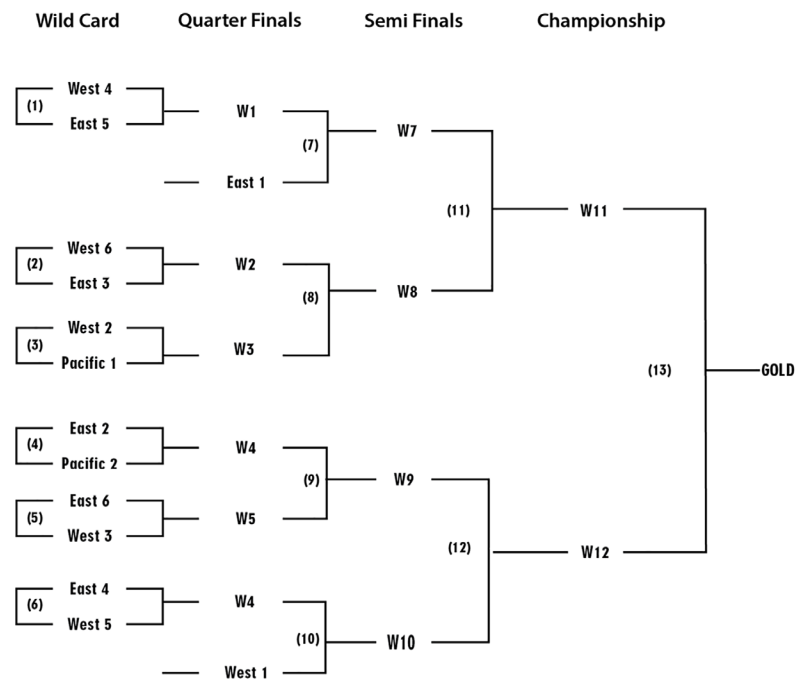 Wild Card Quarter Finals Semi Finals Championship
West 4
(1)
East 5
W1
(7)
East 1
W7
West 6
(2)
East 3
W2
(8)
West 2
(3)
Pacific 1
W3
W8
(11)
W11
East 2
(4)
Pacific 2
W4
(9)
East 6
(5)
West 3
W5
W9
East 4
(6)
West 5
W4
(10)
West 1
W10
(12)
W12
(13)
GOLD